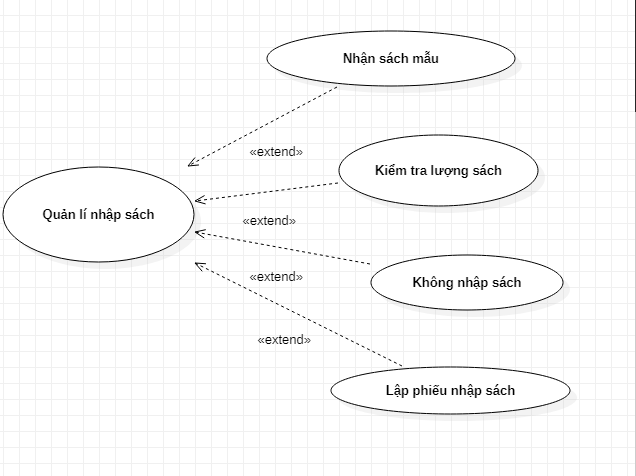 Nhận sách mẫu
«extend»
Kiểm tra lượng sách
Quản lí nhập sách
«extend»
«extend»
Không nhập sách
«extend»
Lập phiếu nhập sách